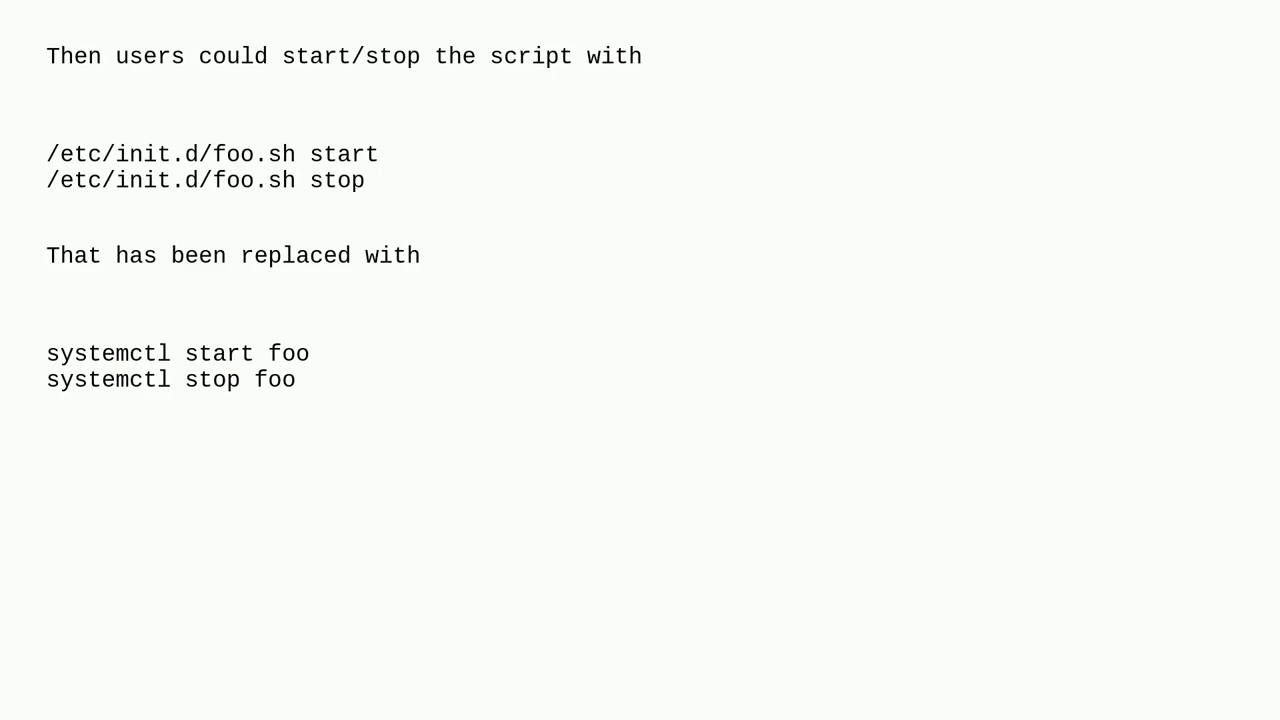 Then users could start/stop the script with
/etc/init.d/foo.sh start
/etc/init.d/foo.sh stop
That has been replaced with
systemctl start foo
systemctl stop foo